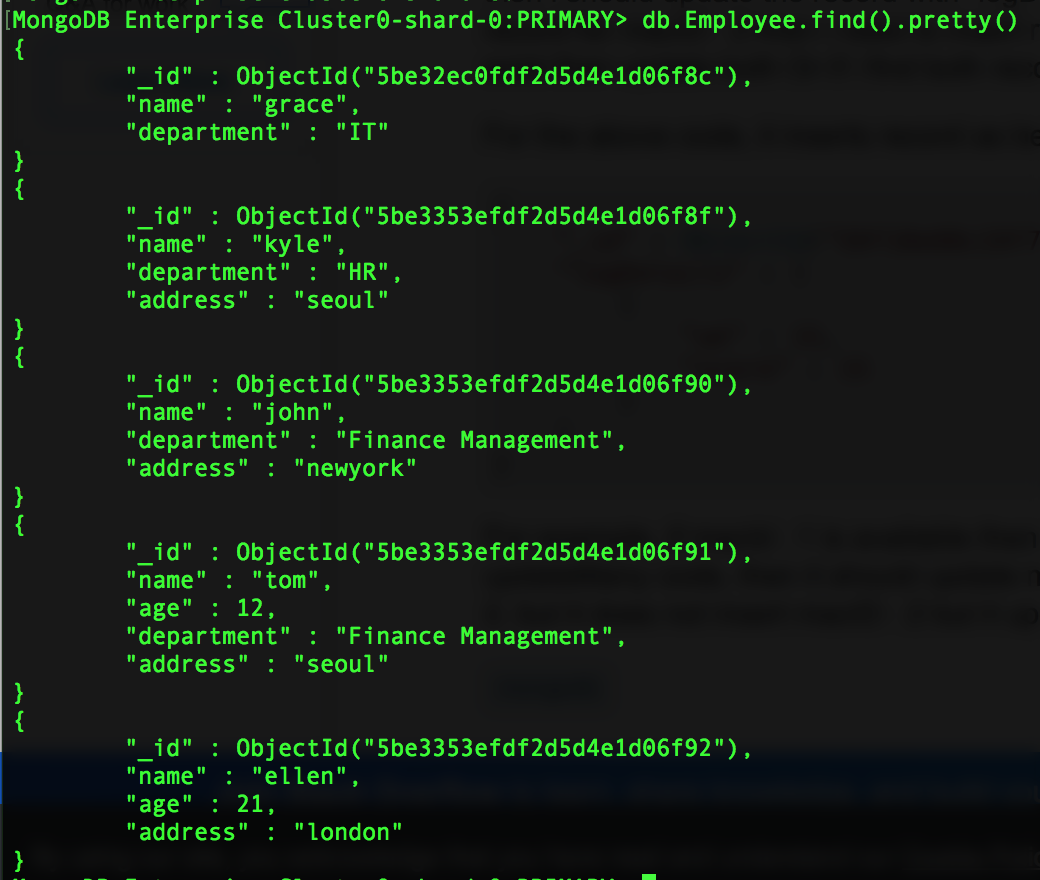 [MongoDB Enterprise Cluster0-shard-0:PRIMARY> db.Employee.find().pretty()
{
"_id" : ObjectId("5be32ec0fdf2d5d4e1d06f8c"),
"name" : "grace",
"department" : "IT"
}
{
"_id" : ObjectId("5be3353efdf2d5d4e1d06f8f"),
"name" : "kyle",
"department" : "HR",
"address" : "seoul"
}
{
"_id" : ObjectId("5be3353efdf2d5d4e1d06f90"),
"name" : "john",
"department" : "Finance Management",
"address" : "newyork"
}
{
"_id" : ObjectId("5be3353efdf2d5d4e1d06f91"),
"name" : "tom",
"age" : 12,
"department" : "Finance Management",
"address" : "seoul"
}
{
"_id" : ObjectId("5be3353efdf2d5d4e1d06f92"),
"name" : "ellen",
"age" : 21,
"address" : "london"
}